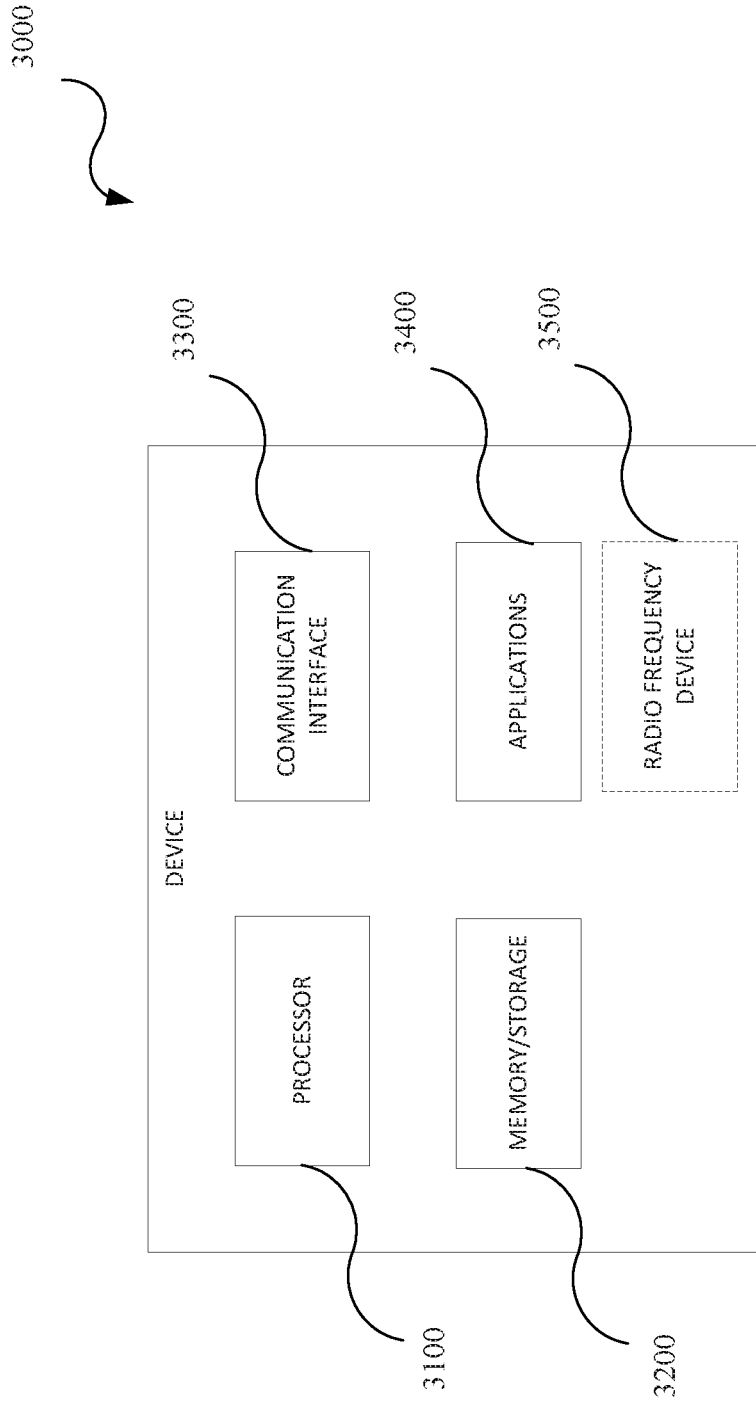 3000
DEVICE
3100
PROCESSOR
COMMUNICATION
INTERFACE
3300
3200
MEMORY/STORAGE
APPLICATIONS
3400
RADIO FREQUENCY
DEVICE
3500